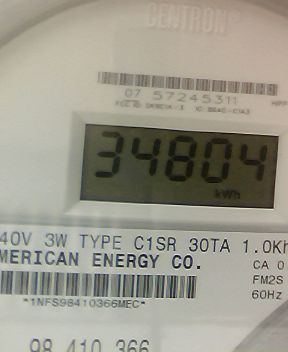 CENTRON®
07 57245311
34804
kWh
40V 3W TYPE C1SR 30TA 1.0Kh
MERICAN ENERGY CO.
CA 0
FM2S
60Hz
*1NFS98410366MEC*
98 410 366